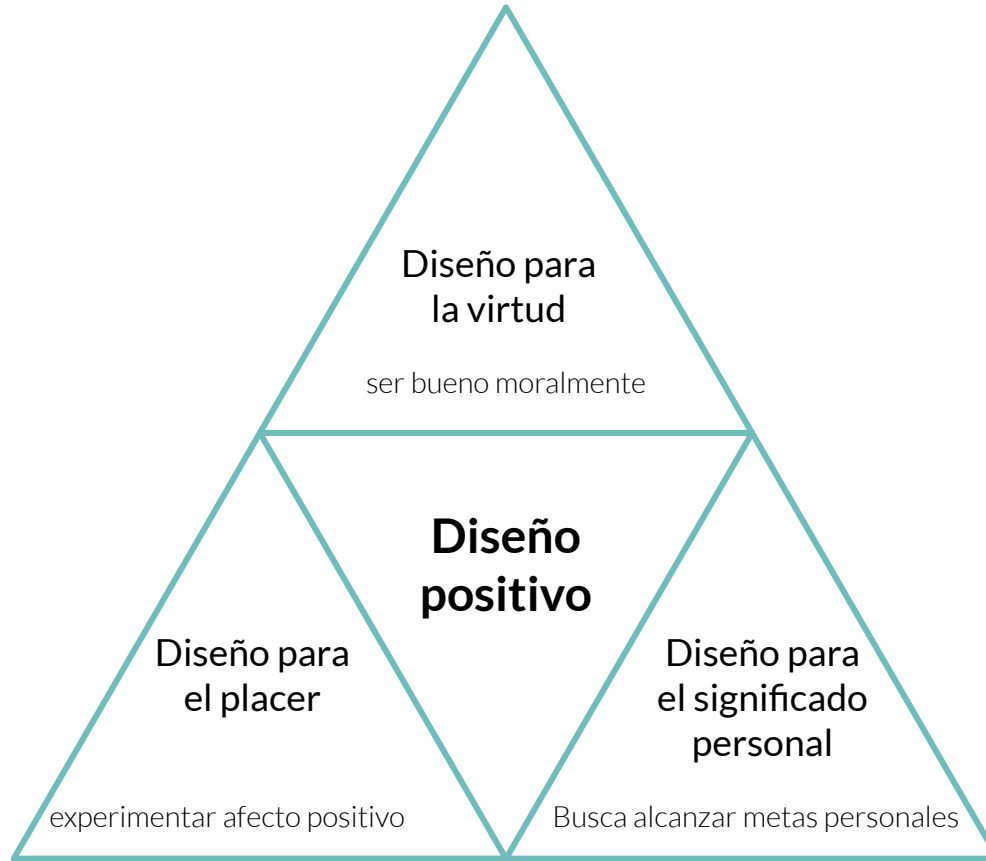 Diseño para
la virtud
ser bueno moralmente
Diseño
positivo
Diseño para
el placer
experimentar afecto positivo
Diseño para
el significado
personal
Busca alcanzar metas personales